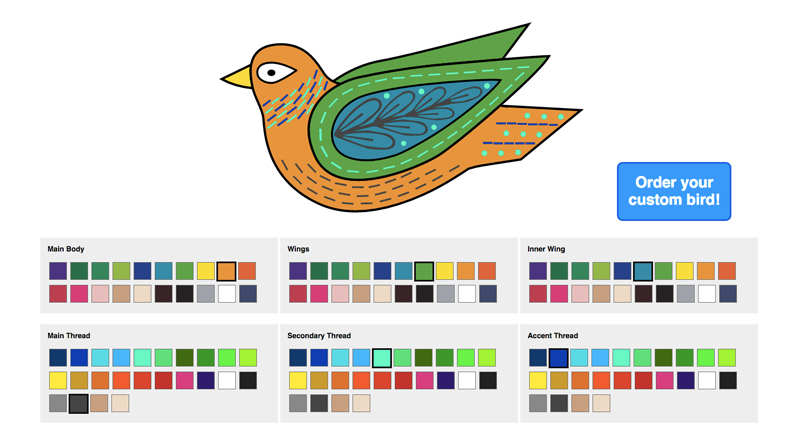 Order your
custom bird!
Main Body
Wings
Inner Wing
Main Thread
Secondary Thread
Accent Thread